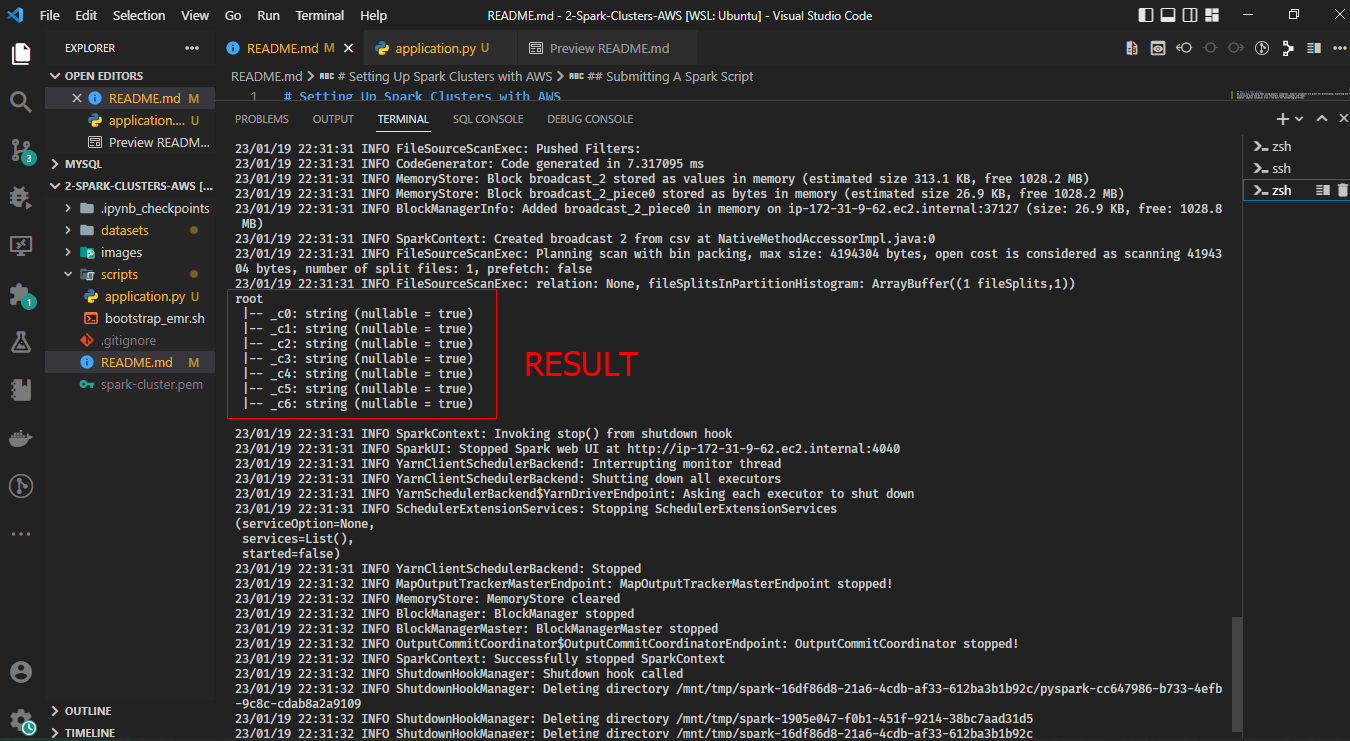 File Edit Selection View Go Run Terminal Help README.md - 2-Spark-Clusters-AWS [WSL: Ubuntu] - Visual Studio Code
EXPLORER
OPEN EDITORS
README.md M
application.... U
Preview READM...
MYSQL
2-SPARK-CLUSTERS-AWS [...
.ipynb_checkpoints
datasets
images
scripts
application.py U
bootstrap_emr.sh
.gitignore
README.md M
spark-cluster.pem
OUTLINE
TIMELINE
3
1
README.md M application.py U Preview README.md
README.md > # Setting Up Spark Clusters with AWS > ## Submitting A Spark Script
1 # Setting Up Spark Clusters with AWS
PROBLEMS OUTPUT TERMINAL SQL CONSOLE DEBUG CONSOLE
23/01/19 22:31:31 INFO FileSourceScanExec: Pushed Filters:
23/01/19 22:31:31 INFO CodeGenerator: Code generated in 7.317095 ms
23/01/19 22:31:31 INFO MemoryStore: Block broadcast_2 stored as values in memory (estimated size 313.1 KB, free 1028.2 MB)
23/01/19 22:31:31 INFO MemoryStore: Block broadcast_2_piece0 stored as bytes in memory (estimated size 26.9 KB, free 1028.2 MB)
23/01/19 22:31:31 INFO BlockManagerInfo: Added broadcast_2_piece0 in memory on ip-172-31-9-62.ec2.internal:37127 (size: 26.9 KB, free: 1028.8
MB)
23/01/19 22:31:31 INFO SparkContext: Created broadcast 2 from csv at NativeMethodAccessorImpl.java:0
23/01/19 22:31:31 INFO FileSourceScanExec: Planning scan with bin packing, max size: 4194304 bytes, open cost is considered as scanning 41943
04 bytes, number of split files: 1, prefetch: false
23/01/19 22:31:31 INFO FileSourceScanExec: relation: None, fileSplitsInPartitionHistogram: ArrayBuffer((1 fileSplits,1))
root
|-- _c0: string (nullable = true)
|-- _c1: string (nullable = true)
|-- _c2: string (nullable = true)
|-- _c3: string (nullable = true)
|-- _c4: string (nullable = true)
|-- _c5: string (nullable = true)
|-- _c6: string (nullable = true)
RESULT
23/01/19 22:31:31 INFO SparkContext: Invoking stop() from shutdown hook
23/01/19 22:31:31 INFO SparkUI: Stopped Spark web UI at http://ip-172-31-9-62.ec2.internal:4040
23/01/19 22:31:31 INFO YarnClientSchedulerBackend: Interrupting monitor thread
23/01/19 22:31:31 INFO YarnClientSchedulerBackend: Shutting down all executors
23/01/19 22:31:31 INFO YarnSchedulerBackend$YarnDriverEndpoint: Asking each executor to shut down
23/01/19 22:31:31 INFO SchedulerExtensionServices: Stopping SchedulerExtensionServices
(serviceOption=None,
services=List(),
started=false)
23/01/19 22:31:31 INFO YarnClientSchedulerBackend: Stopped
23/01/19 22:31:32 INFO MapOutputTrackerMasterEndpoint: MapOutputTrackerMasterEndpoint stopped!
23/01/19 22:31:32 INFO MemoryStore: MemoryStore cleared
23/01/19 22:31:32 INFO BlockManager: BlockManager stopped
23/01/19 22:31:32 INFO BlockManagerMaster: BlockManagerMaster stopped
23/01/19 22:31:32 INFO OutputCommitCoordinator$OutputCommitCoordinatorEndpoint: OutputCommitCoordinator stopped!
23/01/19 22:31:32 INFO SparkContext: Successfully stopped SparkContext
23/01/19 22:31:32 INFO ShutdownHookManager: Shutdown hook called
23/01/19 22:31:32 INFO ShutdownHookManager: Deleting directory /mnt/tmp/spark-16df86d8-21a6-4cdb-af33-612ba3b1b92c/pyspark-cc647986-b733-4efb
-9c8c-cdab8a2a9109
23/01/19 22:31:32 INFO ShutdownHookManager: Deleting directory /mnt/tmp/spark-1905e047-f0b1-451f-9214-38bc7aad31d5
23/01/19 22:31:32 INFO ShutdownHookManager: Deleting directory /mnt/tmp/spark-16df86d8-21a6-4cdb-af33-612ba3b1b92c
zsh
ssh
zsh